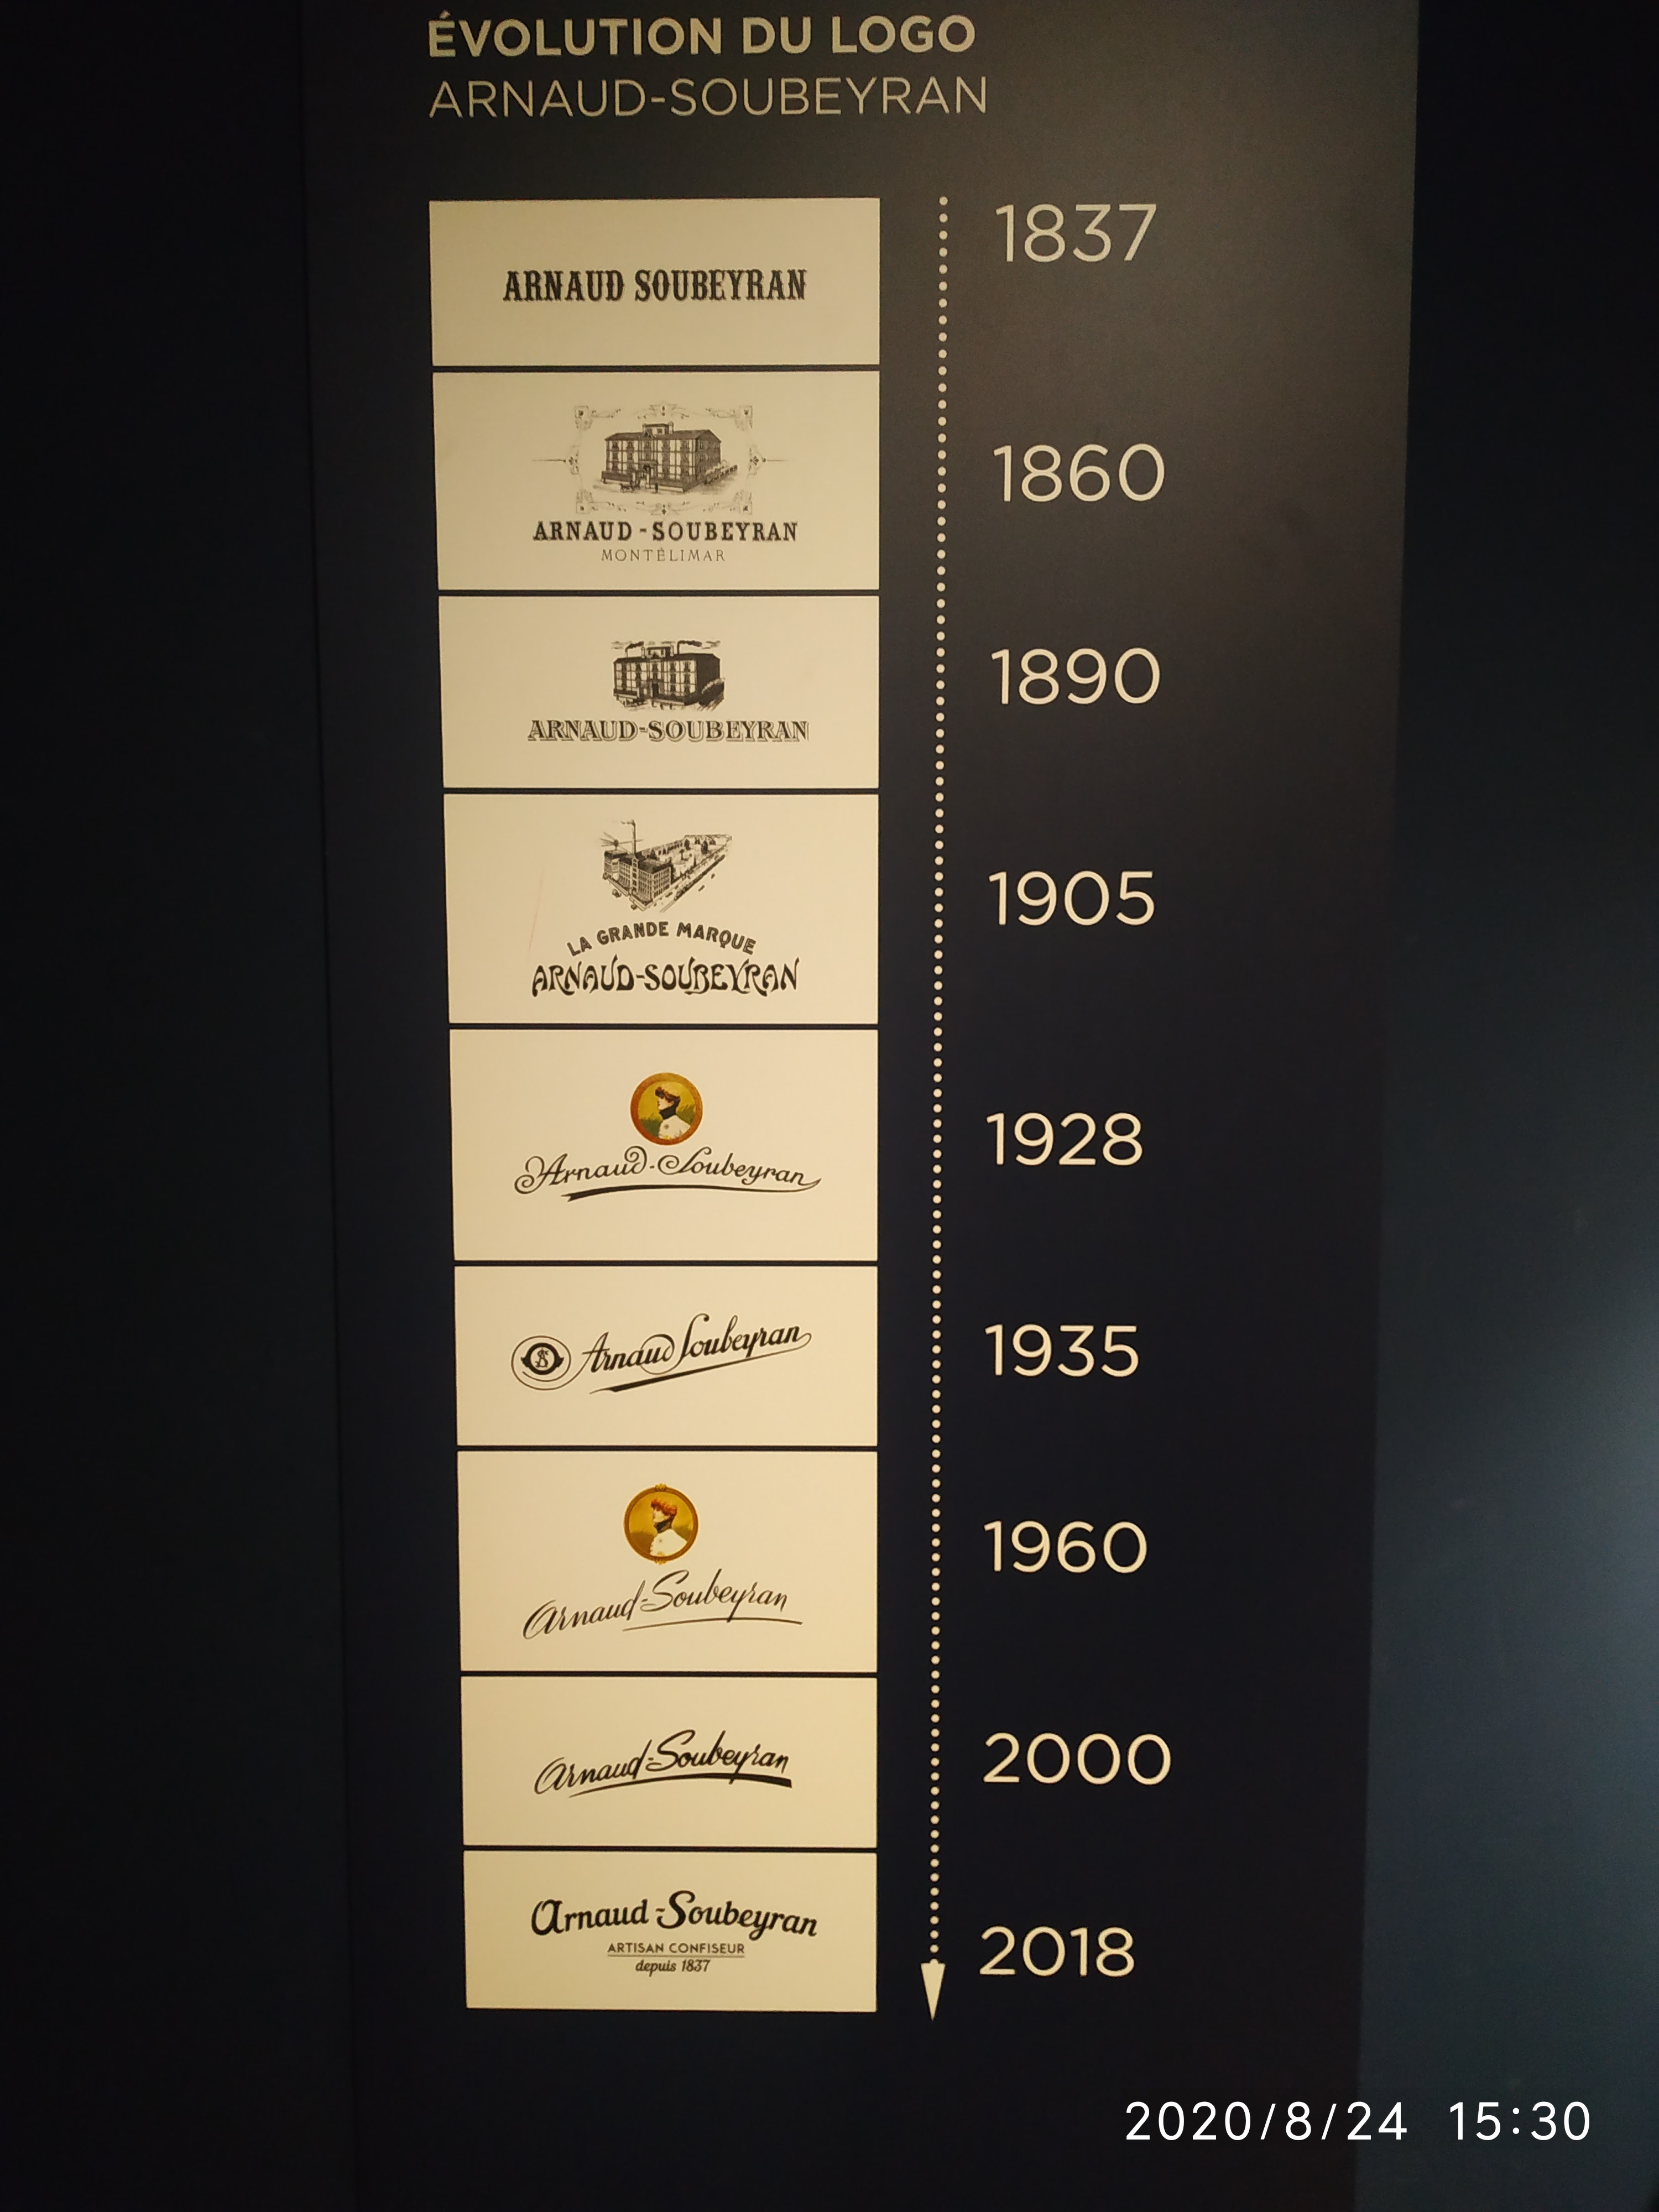 ÉVOLUTION DU LOGO
ARNAUD-SOUBEYRAN
1837
ARNAUD SOUBEYRAN
1860
ARNAUD-SOUBEYRAN
MONTÉLIMAR
1890
ARNAUD-SOUBEYRAN
1905
LA GRANDE MARQUE
ARNAUD-SOUBEYRAN
1928
Arnaud-Soubeyran
1935
AS Arnaud Soubeyran
1960
Arnaud-Soubeyran
2000
Arnaud-Soubeyran
2018
Arnaud-Soubeyran
ARTISAN CONFISEUR
depuis 1837
2020/8/24 15:30